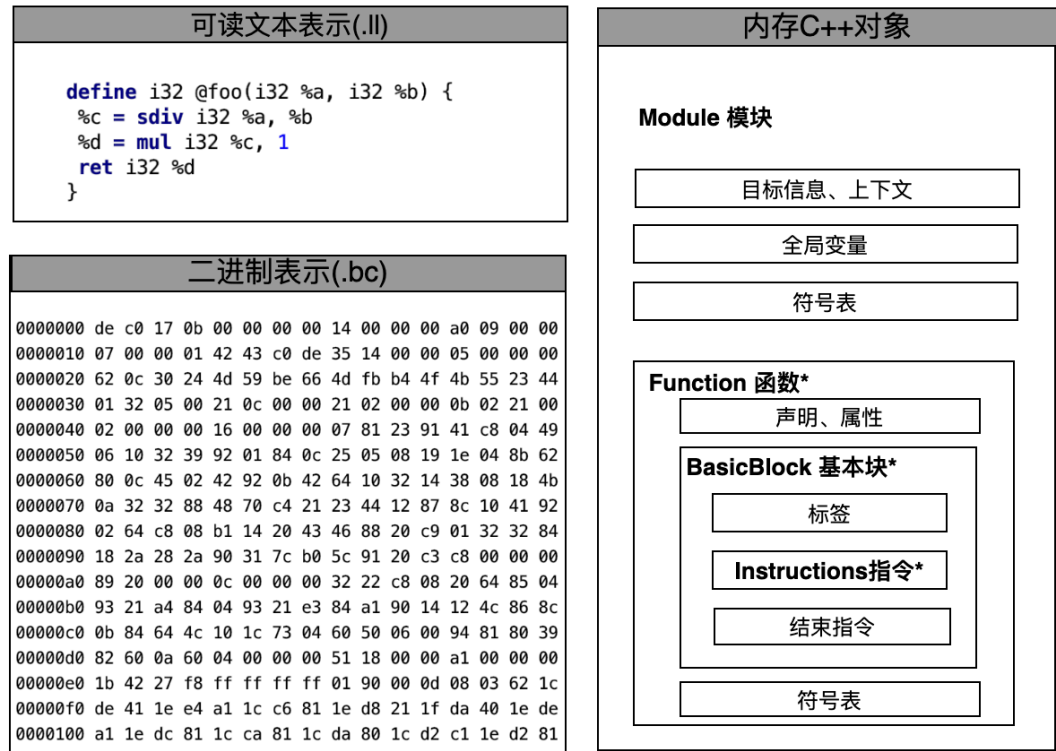 可读文本表示(.ll)
define i32 @foo(i32 %a, i32 %b) {
%c = sdiv i32 %a, %b
%d = mul i32 %c, 1
ret i32 %d
}
二进制表示(.bc)
0000000 de c0 17 0b 00 00 00 00 14 00 00 00 a0 09 00 00
0000010 07 00 00 01 42 43 c0 de 35 14 00 00 05 00 00 00
0000020 62 0c 30 24 4d 59 be 66 4d fb b4 4f 4b 55 23 44
0000030 01 32 05 00 21 0c 00 00 21 02 00 00 0b 02 21 00
0000040 02 00 00 00 16 00 00 00 07 81 23 91 41 c8 04 49
0000050 06 10 32 39 92 01 84 0c 25 05 08 19 1e 04 8b 62
0000060 80 0c 45 02 42 92 0b 42 64 10 32 14 38 08 18 4b
0000070 0a 32 32 88 48 70 c4 21 23 44 12 87 8c 10 41 92
0000080 02 64 c8 08 b1 14 20 43 46 88 20 c9 01 32 32 84
0000090 18 2a 28 2a 90 31 7c b0 5c 91 20 c3 c8 00 00 00
00000a0 89 20 00 00 0c 00 00 00 32 22 c8 08 20 64 85 04
00000b0 93 21 a4 84 04 93 21 e3 84 a1 90 14 12 4c 86 8c
00000c0 0b 84 64 4c 10 1c 73 04 60 50 06 00 94 81 80 39
00000d0 82 60 0a 60 04 00 00 00 51 18 00 00 a1 00 00 00
00000e0 1b 42 27 f8 ff ff ff ff 01 90 00 0d 08 03 62 1c
00000f0 de 41 1e e4 a1 1c c6 81 1e d8 21 1f da 40 1e de
0000100 a1 1e dc 81 1c ca 81 1c da 80 1c d2 c1 1e d2 81
内存C++对象
Module 模块
目标信息、上下文
全局变量
符号表
Function 函数*
声明、属性
BasicBlock 基本块*
标签
Instructions指令*
结束指令
符号表